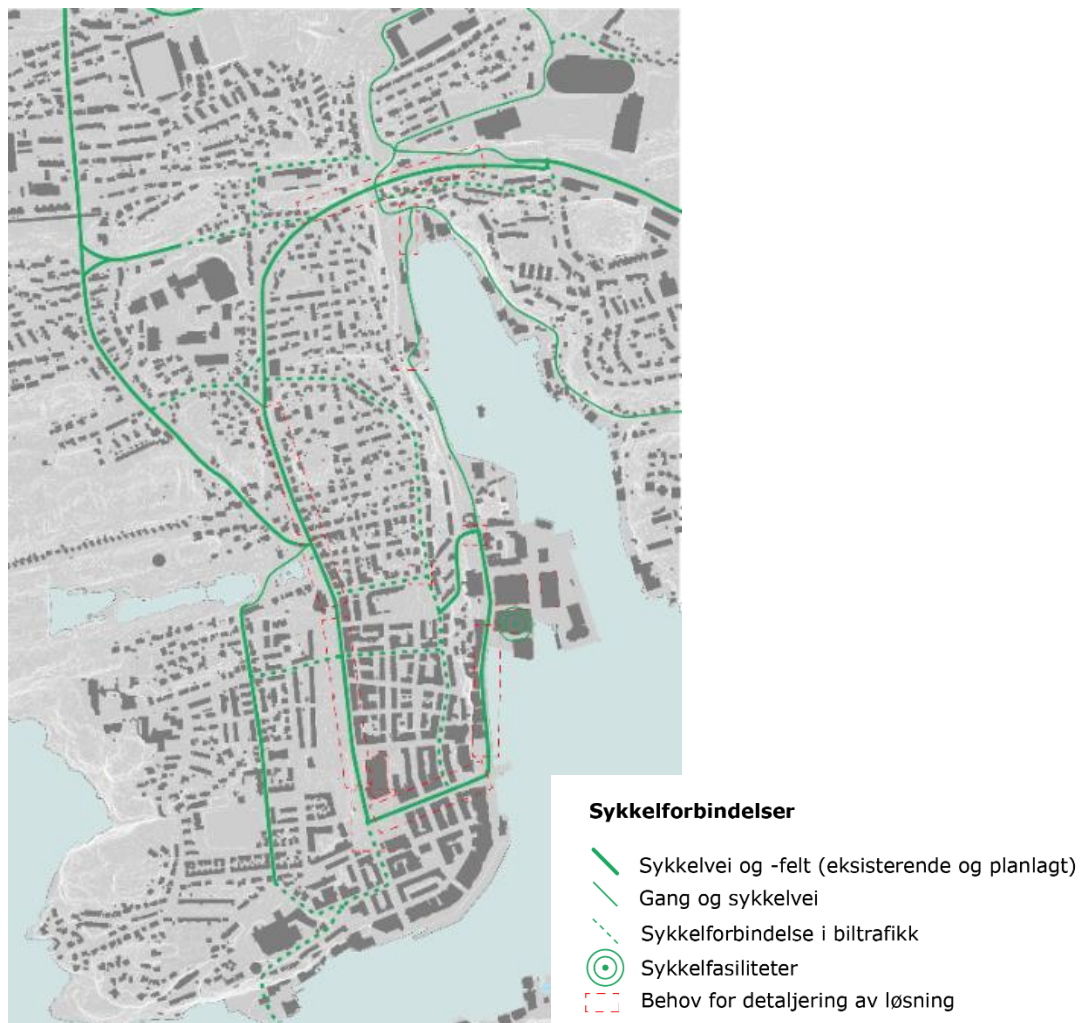 Sykkelforbindelser
Sykkelvei og -felt (eksisterende og planlagt)
Gang og sykkelvei
Sykkelforbindelse i biltrafikk
Sykkelfasiliteter
Behov for detaljering av løsning